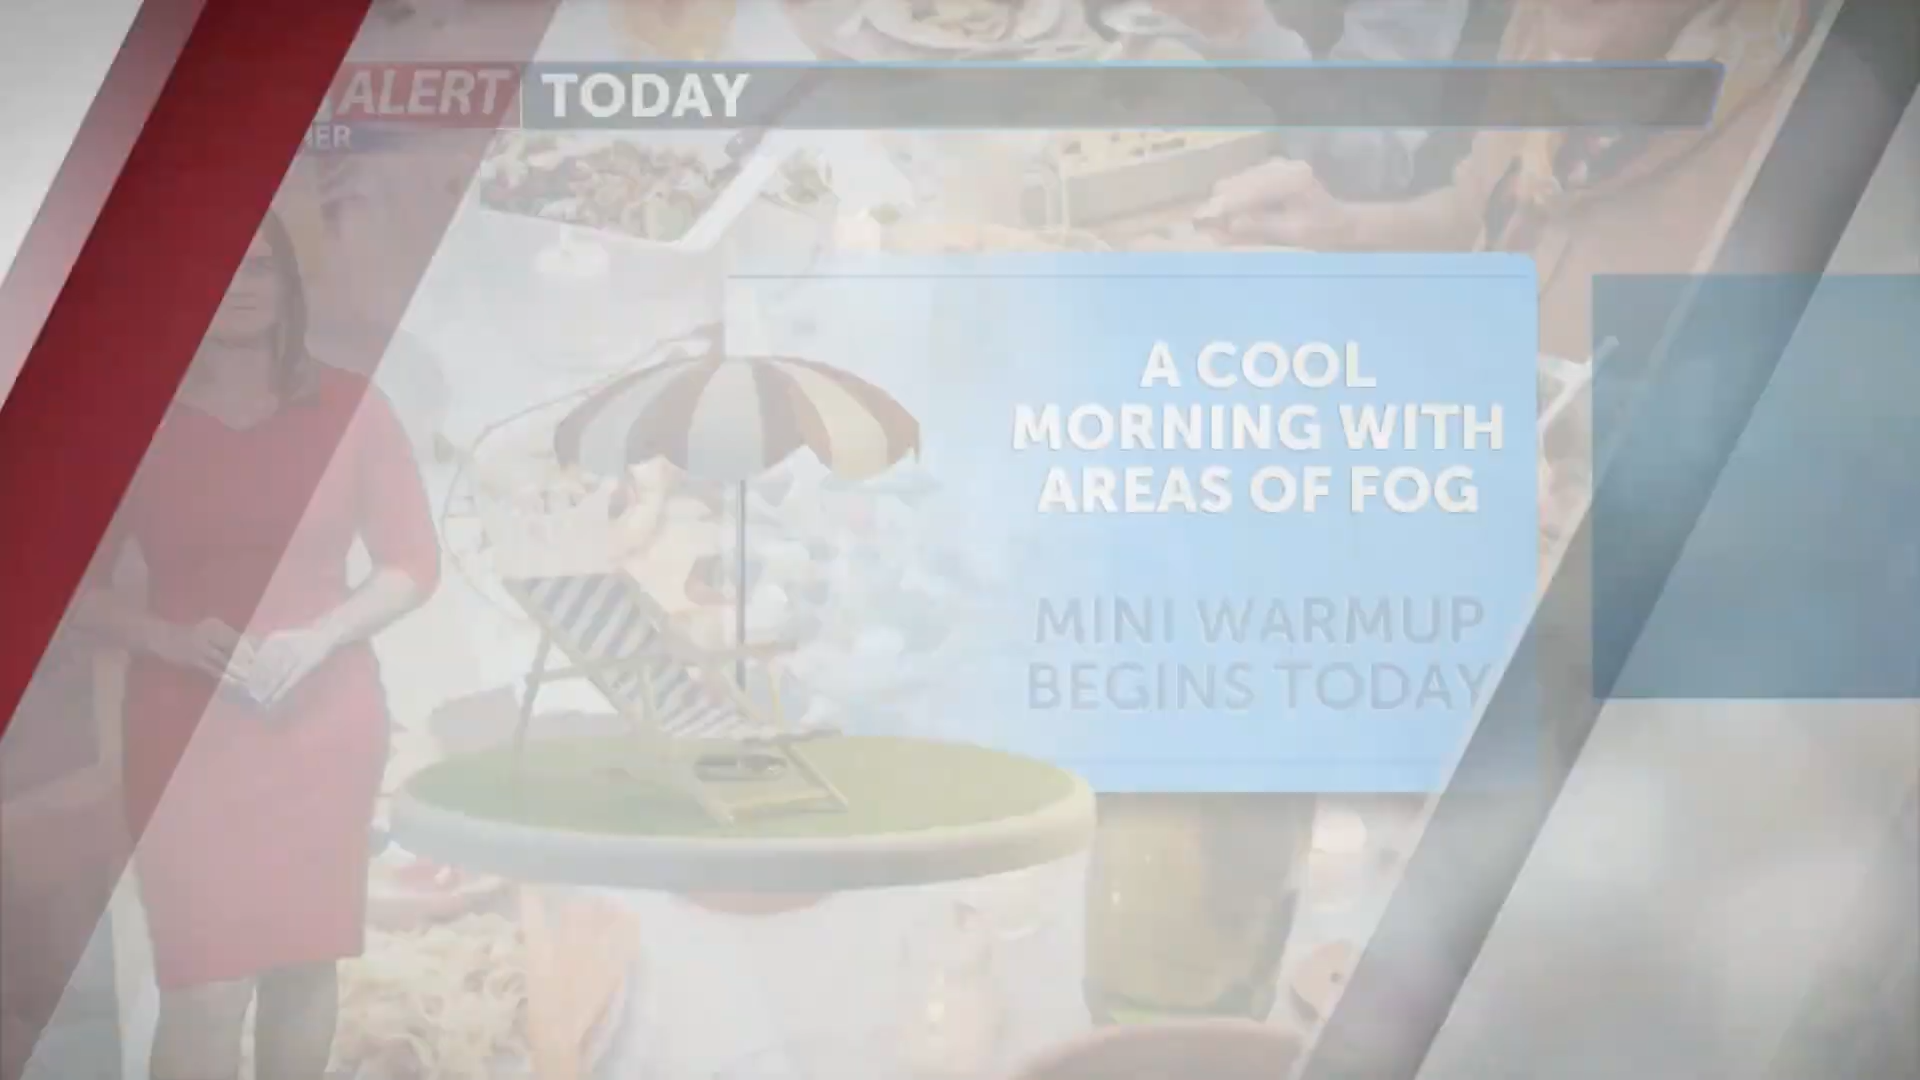 ALERT TODAY
A COOL
MORNING WITH
AREAS OF FOG
MINI WARMUP
BEGINS TODAY